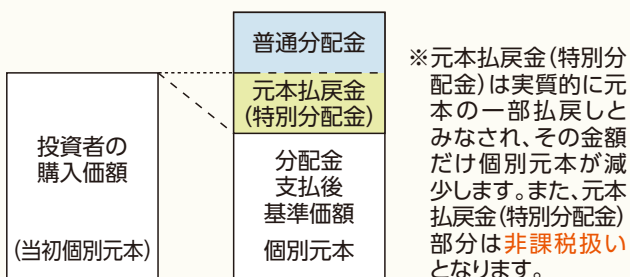 普通分配金
元本払戻金
(特別分配金)
投資者の
購入価額
(当初個別元本)
分配金
支払後
基準価額
個別元本
※元本払戻金(特別分
配金)は実質的に元
本の一部払戻しと
みなされ、その金額
だけ個別元本が減
少します。また、元本
払戻金(特別分配金)
部分は非課税扱い
となります。